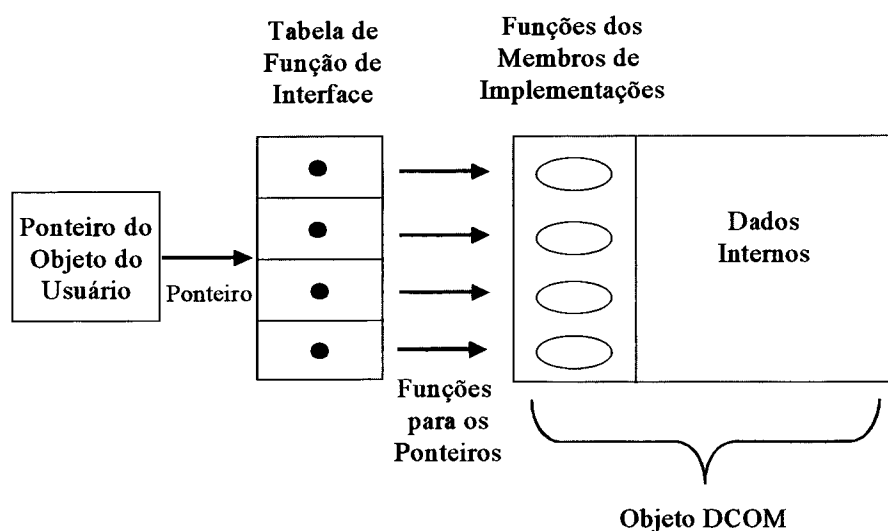 Tabela de
Função de
Interface
Funções dos
Membros de
Implementações
Ponteiro do
Objeto do
Usuário
Ponteiro
Dados
Internos
Funções
para os
Ponteiros
Objeto DCOM